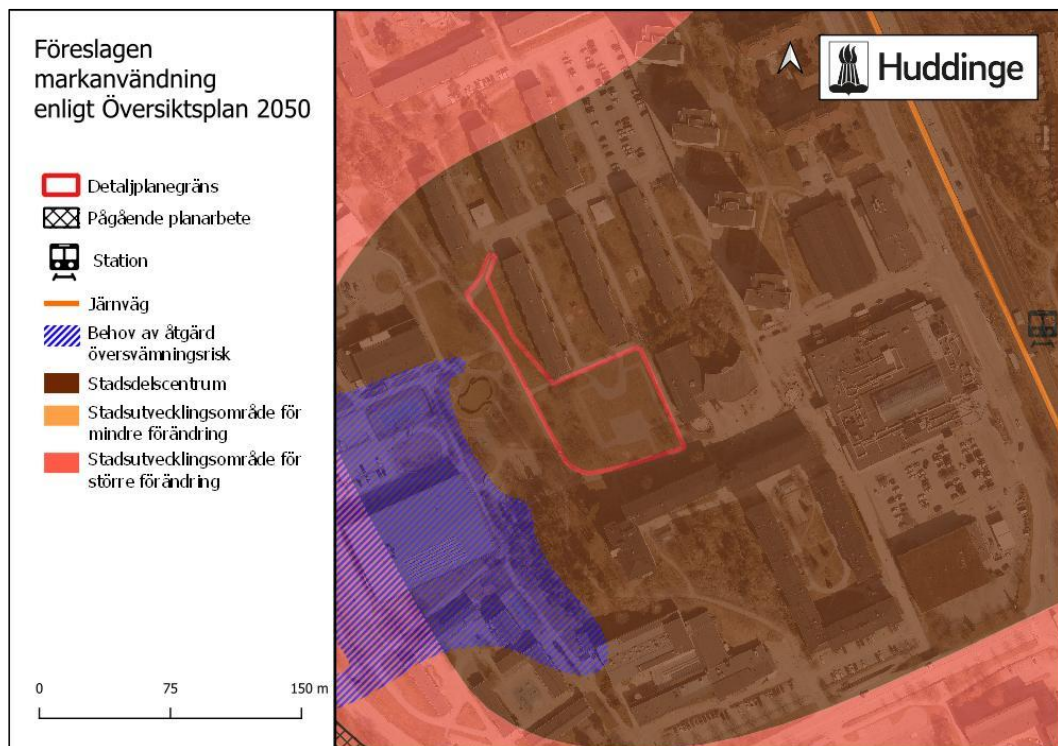 Föreslagen
markanvändning
enligt Översiktsplan 2050
Detaljplanegräns
Pågående planarbete
Station
Järnväg
Behov av åtgärd
översvämningsrisk
Stadsdelscentrum
Stadsutvecklingsområde för
mindre förändring
Stadsutvecklingsområde för
större förändring
0 75 150 m
Huddinge